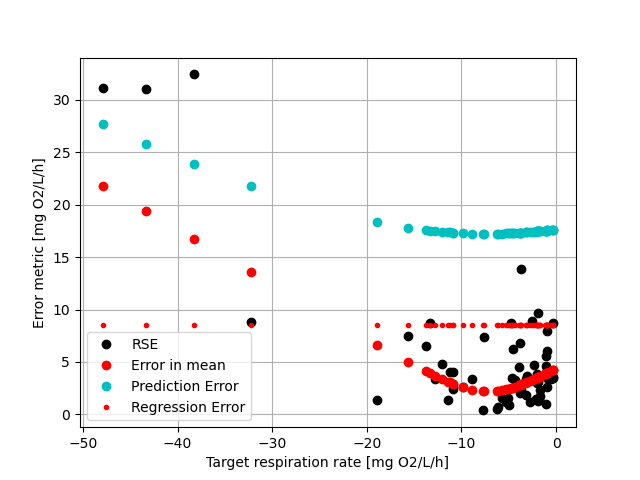 30
25
20
15
10
5
0
Error metric [mg O2/L/h]
RSE
Error in mean
Prediction Error
Regression Error
−50 −40 −30 −20 −10 0
Target respiration rate [mg O2/L/h]